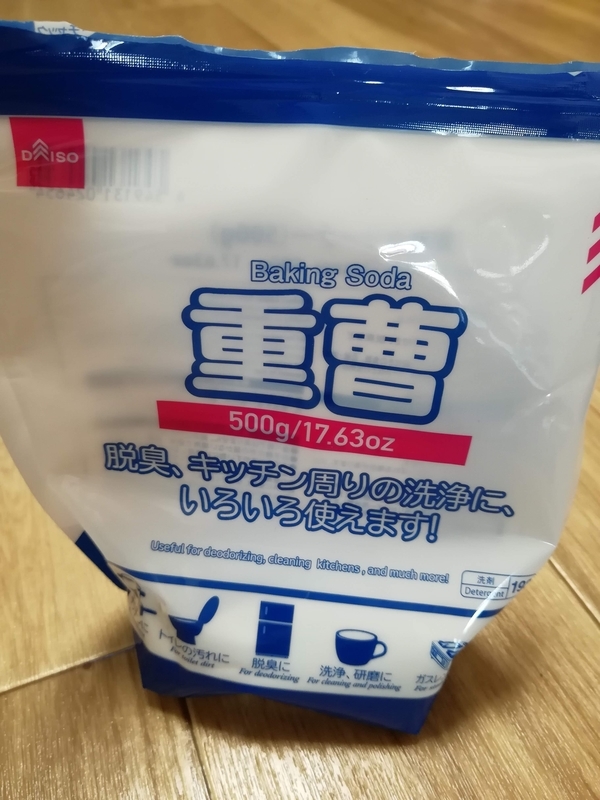 DAISO
Baking Soda
重曹
500g/17.63oz
脱臭、キッチン周りの洗浄に、
いろいろ使えます!
Useful for deodorizing, cleaning kitchens, and much more!
洗剤
Detergent
トイレの汚れに
For toilet dirt
脱臭に
For deodorizing
洗浄、研磨に
For cleaning and polishing